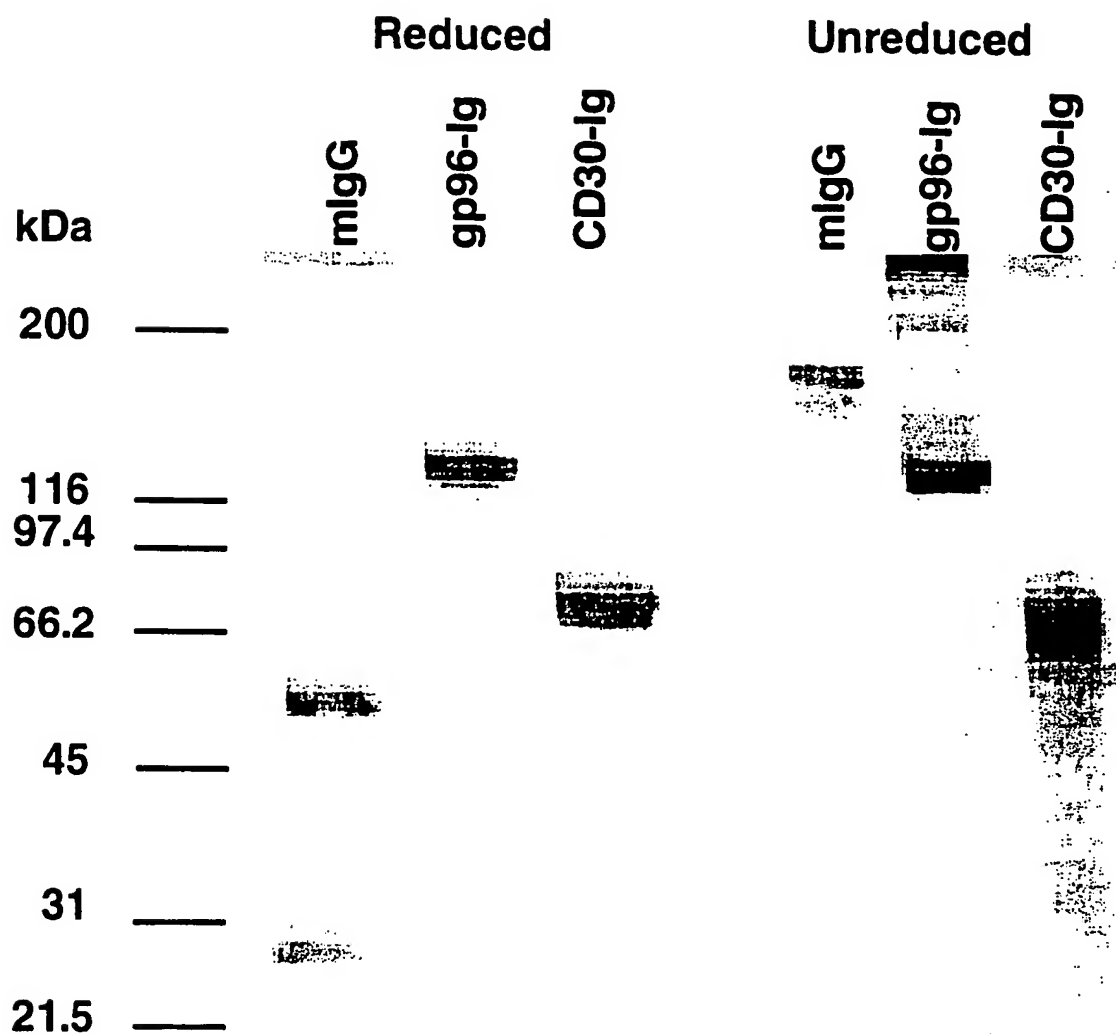 Reduced
Unreduced
kDa
mIgG
gp96-Ig
CD30-Ig
mIgG
gp96-Ig
CD30-Ig
200
116
97.4
66.2
45
31
21.5